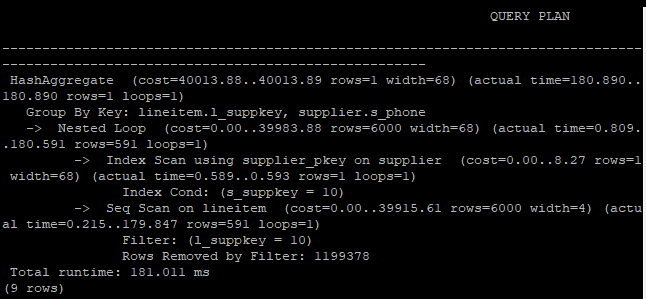 QUERY PLAN
--------------------------------------------------------------------------------
-----------------------------------------------------
HashAggregate  (cost=40013.88..40013.89 rows=1 width=68) (actual time=180.890..
180.890 rows=1 loops=1)
Group By Key: lineitem.l_suppkey, supplier.s_phone
->  Nested Loop  (cost=0.00..39983.88 rows=6000 width=68) (actual time=0.809.
.180.591 rows=591 loops=1)
->  Index Scan using supplier_pkey on supplier  (cost=0.00..8.27 rows=1
width=68) (actual time=0.589..0.593 rows=1 loops=1)
Index Cond: (s_suppkey = 10)
->  Seq Scan on lineitem  (cost=0.00..39915.61 rows=6000 width=4) (actu
al time=0.215..179.847 rows=591 loops=1)
Filter: (l_suppkey = 10)
Rows Removed by Filter: 1199378
Total runtime: 181.011 ms
(9 rows)